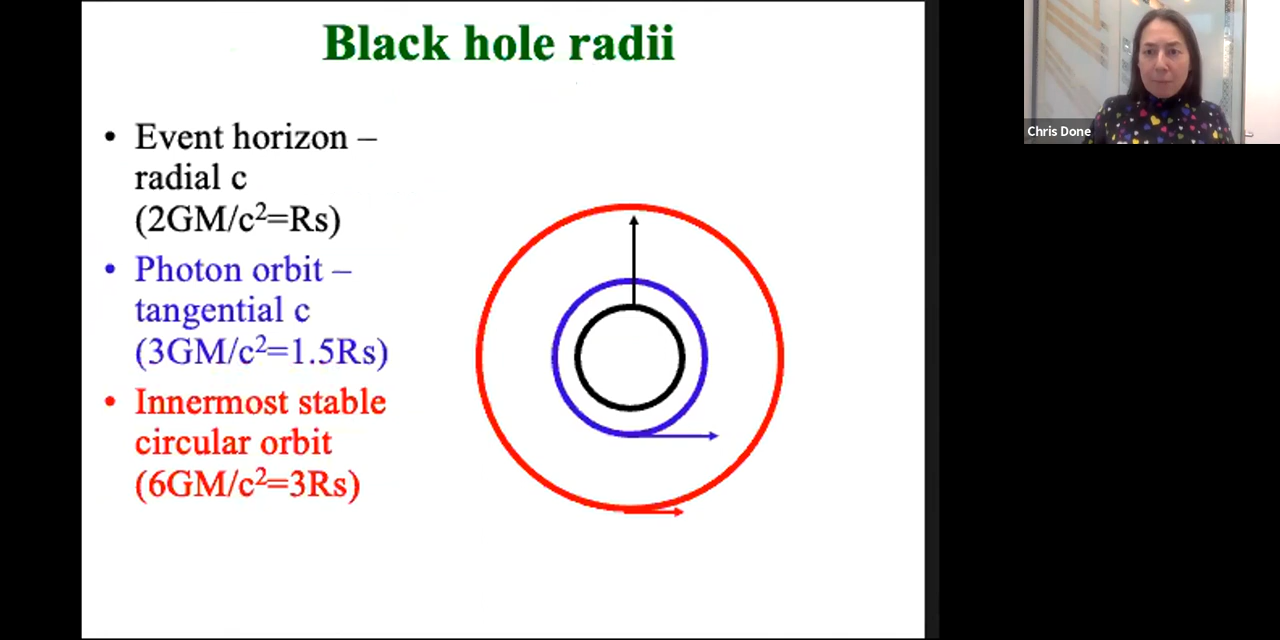 Black hole radii
• Event horizon –
radial c
(2GM/c²=Rs)
• Photon orbit –
tangential c
(3GM/c²=1.5Rs)
• Innermost stable
circular orbit
(6GM/c²=3Rs)
Chris Done